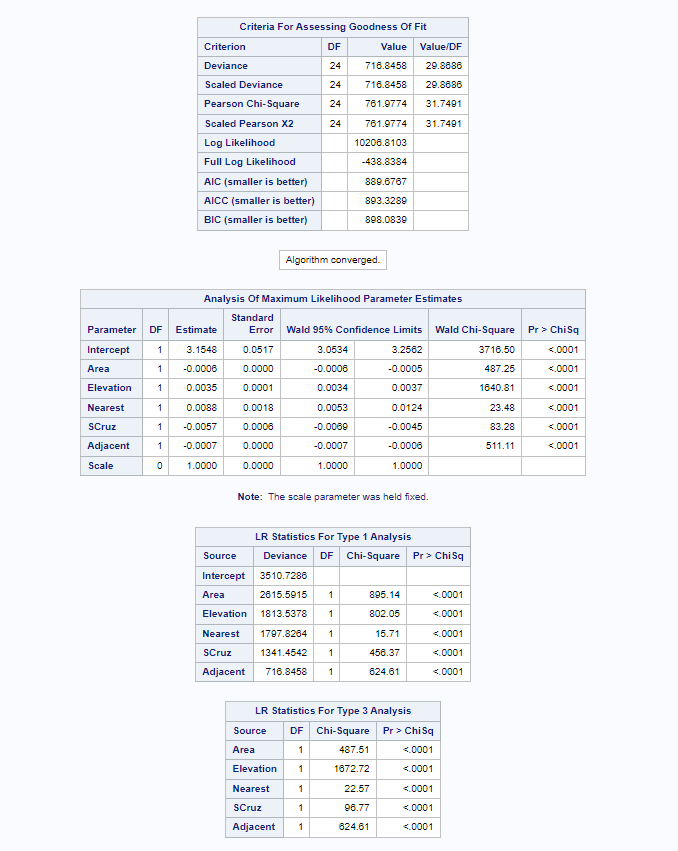 Criteria For Assessing Goodness Of Fit
Criterion DF Value Value/DF
Deviance 24 716.8458 29.8686
Scaled Deviance 24 716.8458 29.8686
Pearson Chi-Square 24 761.9774 31.7491
Scaled Pearson X2 24 761.9774 31.7491
Log Likelihood 10206.8103
Full Log Likelihood -438.8384
AIC (smaller is better) 889.6767
AICC (smaller is better) 893.3289
BIC (smaller is better) 898.0839
Algorithm converged.
Analysis Of Maximum Likelihood Parameter Estimates
Parameter DF Estimate Standard Error Wald 95% Confidence Limits Wald Chi-Square Pr > ChiSq
Intercept 1 3.1548 0.0517 3.0534 3.2562 3716.50 <.0001
Area 1 -0.0006 0.0000 -0.0006 -0.0005 487.25 <.0001
Elevation 1 0.0035 0.0001 0.0034 0.0037 1640.81 <.0001
Nearest 1 0.0088 0.0018 0.0053 0.0124 23.48 <.0001
SCruz 1 -0.0057 0.0006 -0.0069 -0.0045 83.28 <.0001
Adjacent 1 -0.0007 0.0000 -0.0007 -0.0006 511.11 <.0001
Scale 0 1.0000 0.0000 1.0000 1.0000
Note: The scale parameter was held fixed.
LR Statistics For Type 1 Analysis
Source Deviance DF Chi-Square Pr > ChiSq
Intercept 3510.7286
Area 2615.5915 1 895.14 <.0001
Elevation 1813.5378 1 802.05 <.0001
Nearest 1797.8264 1 15.71 <.0001
SCruz 1341.4542 1 456.37 <.0001
Adjacent 716.8458 1 624.61 <.0001
LR Statistics For Type 3 Analysis
Source DF Chi-Square Pr > ChiSq
Area 1 487.51 <.0001
Elevation 1 1672.72 <.0001
Nearest 1 22.57 <.0001
SCruz 1 96.77 <.0001
Adjacent 1 624.61 <.0001